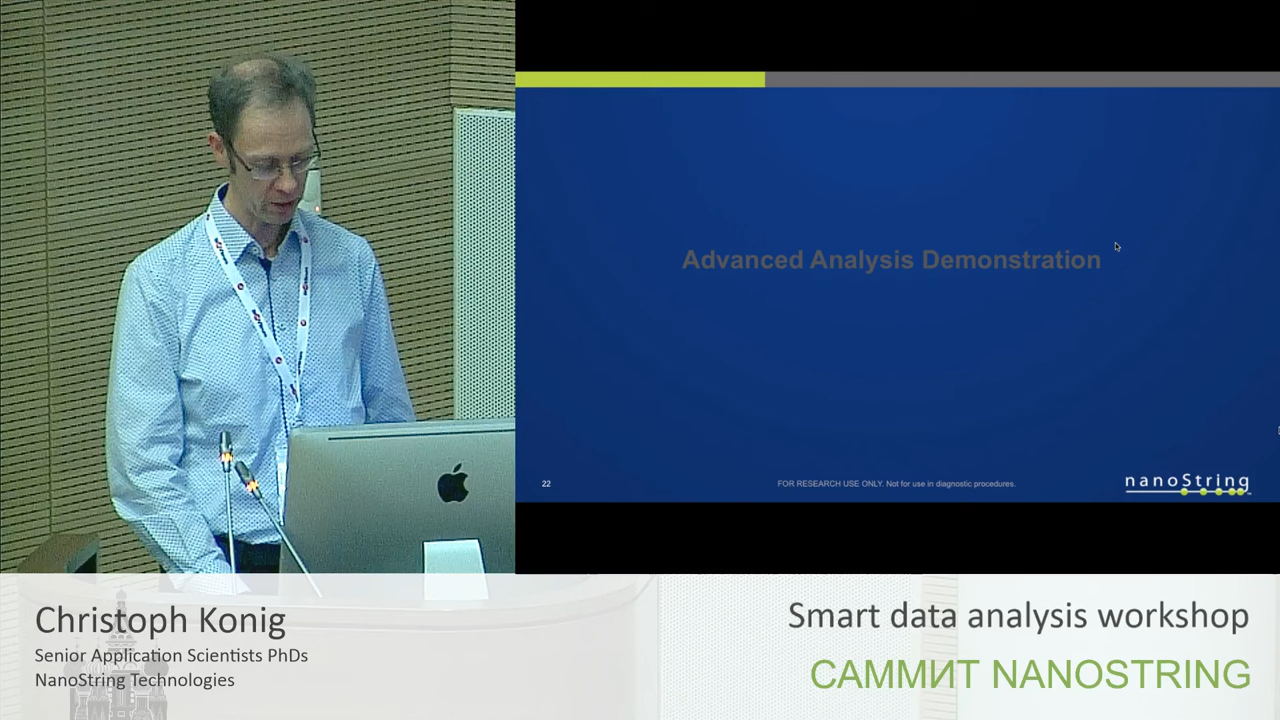 Advanced Analysis Demonstration
22
FOR RESEARCH USE ONLY. Not for use in diagnostic procedures.
nanoString
Christoph Konig
Senior Application Scientists PhDs
NanoString Technologies
Smart data analysis workshop
САММИТ NANOSTRING